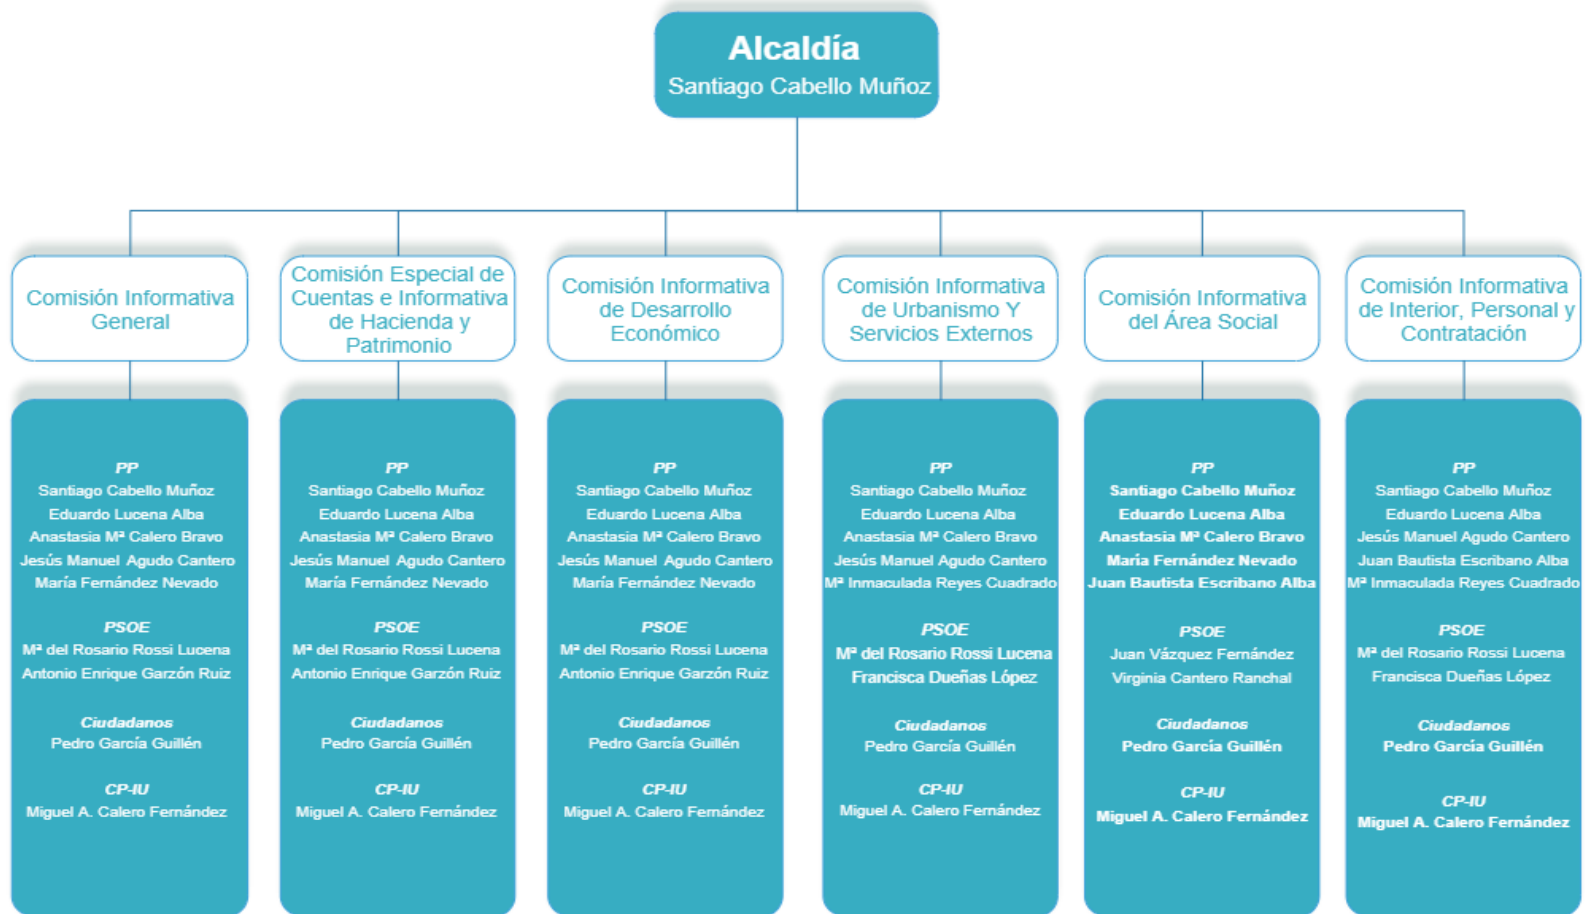 Alcaldía
Santiago Cabello Muñoz
Comisión Informativa
General
Comisión Especial de
Cuentas e Informativa
de Hacienda y
Patrimonio
Comisión Informativa
de Desarrollo
Económico
Comisión Informativa
de Urbanismo Y
Servicios Externos
Comisión Informativa
del Área Social
Comisión Informativa
de Interior, Personal y
Contratación
PP
Santiago Cabello Muñoz
Eduardo Lucena Alba
Anastasia Mª Calero Bravo
Jesús Manuel Agudo Cantero
María Fernández Nevado
PSOE
Mª del Rosario Rossi Lucena
Antonio Enrique Garzón Ruiz
Ciudadanos
Pedro García Guillén
CP-IU
Miguel A. Calero Fernández
PP
Santiago Cabello Muñoz
Eduardo Lucena Alba
Anastasia Mª Calero Bravo
Jesús Manuel Agudo Cantero
María Fernández Nevado
PSOE
Mª del Rosario Rossi Lucena
Antonio Enrique Garzón Ruiz
Ciudadanos
Pedro García Guillén
CP-IU
Miguel A. Calero Fernández
PP
Santiago Cabello Muñoz
Eduardo Lucena Alba
Anastasia Mª Calero Bravo
Jesús Manuel Agudo Cantero
María Fernández Nevado
PSOE
Mª del Rosario Rossi Lucena
Antonio Enrique Garzón Ruiz
Ciudadanos
Pedro García Guillén
CP-IU
Miguel A. Calero Fernández
PP
Santiago Cabello Muñoz
Eduardo Lucena Alba
Anastasia Mª Calero Bravo
Jesús Manuel Agudo Cantero
Mª Inmaculada Reyes Cuadrado
PSOE
Mª del Rosario Rossi Lucena
Francisca Dueñas López
Ciudadanos
Pedro García Guillén
CP-IU
Miguel A. Calero Fernández
PP
Santiago Cabello Muñoz
Eduardo Lucena Alba
Anastasia Mª Calero Bravo
María Fernández Nevado
Juan Bautista Escribano Alba
PSOE
Juan Vázquez Fernández
Virginia Cantero Ranchal
Ciudadanos
Pedro García Guillén
CP-IU
Miguel A. Calero Fernández
PP
Santiago Cabello Muñoz
Eduardo Lucena Alba
Jesús Manuel Agudo Cantero
Juan Bautista Escribano Alba
Mª Inmaculada Reyes Cuadrado
PSOE
Mª del Rosario Rossi Lucena
Francisca Dueñas López
Ciudadanos
Pedro García Guillén
CP-IU
Miguel A. Calero Fernández